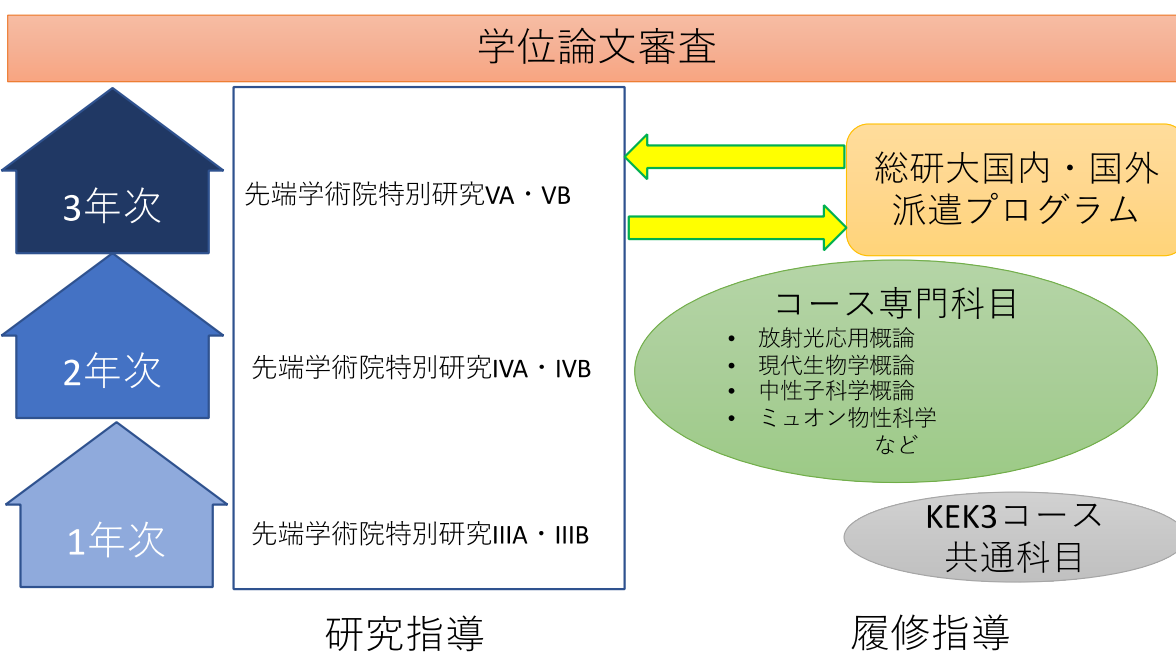 学位論文審査
3年次
先端学術院特別研究VA・VB
総研大国内・国外
派遣プログラム
2年次
先端学術院特別研究IVA・IVB
コース専門科目
• 放射光応用概論
• 現代生物学概論
• 中性子科学概論
• ミュオン物性科学
など
1年次
先端学術院特別研究IIIA・IIIB
KEK3コース
共通科目
研究指導
履修指導